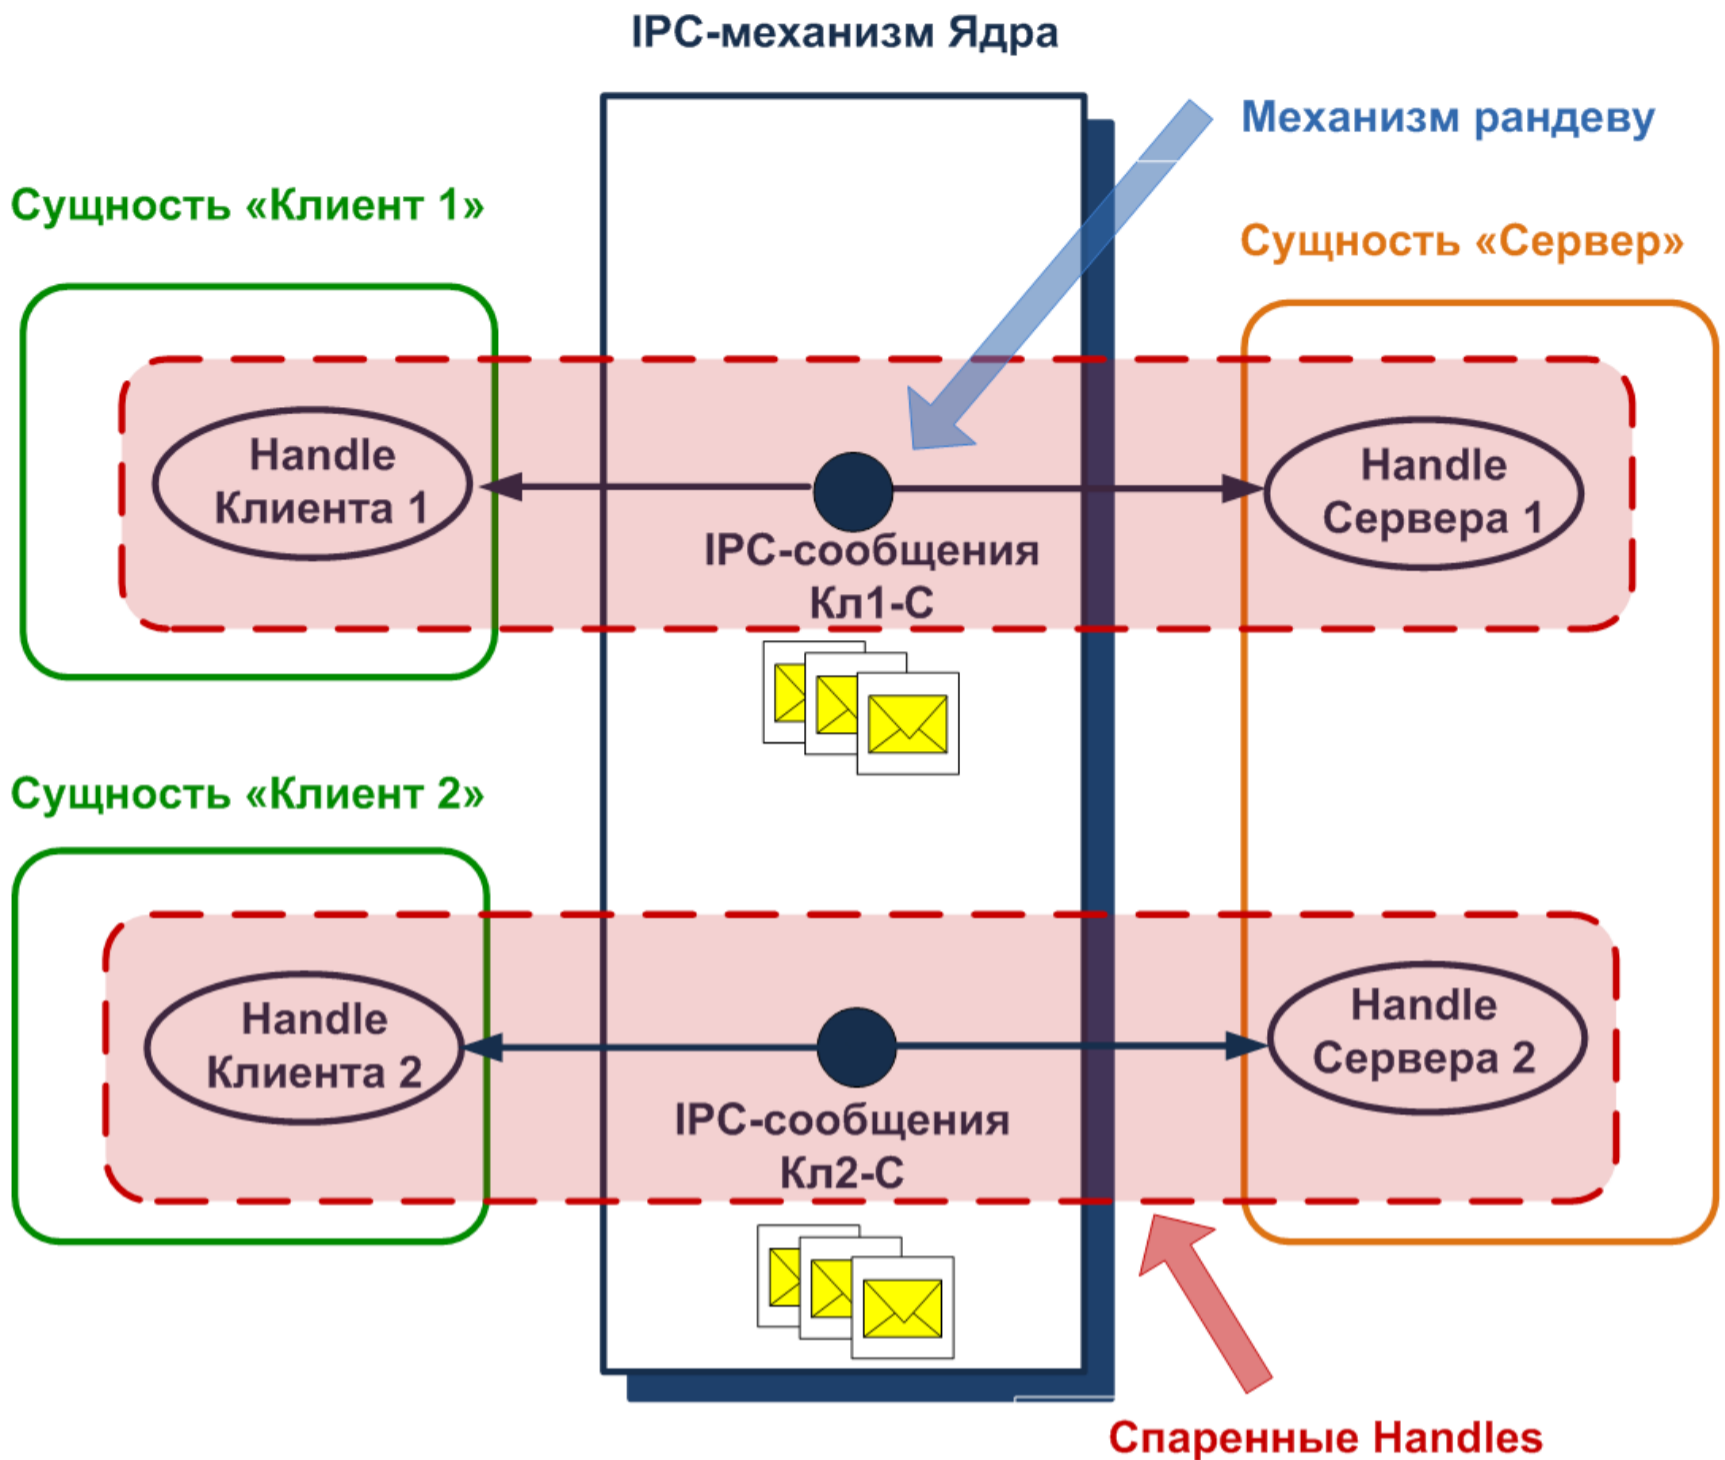 IPC-механизм Ядра
Механизм рандеву
Сущность «Клиент 1»
Сущность «Сервер»
Handle
Клиента 1
Handle
Сервера 1
IPC-сообщения
Кл1-С
Сущность «Клиент 2»
Handle
Клиента 2
Handle
Сервера 2
IPC-сообщения
Кл2-С
Спаренные Handles